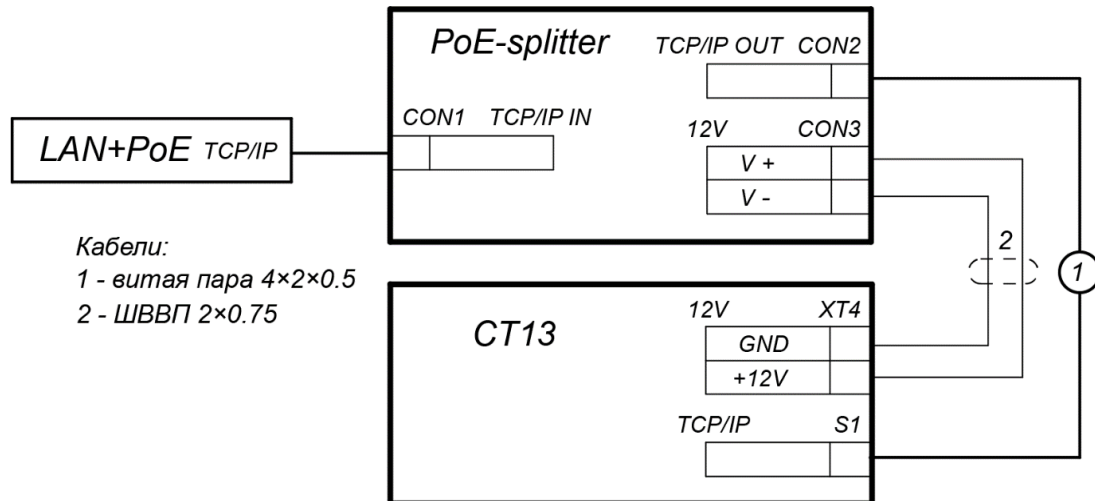 PoE-splitter
TCP/IP OUT CON2
CON1 TCP/IP IN
12V CON3
LAN+PoE TCP/IP
V +
V -
Кабели:
1 - витая пара 4×2×0.5
2 - ШВВП 2×0.75
2
1
CT13
12V XT4
GND
+12V
TCP/IP S1